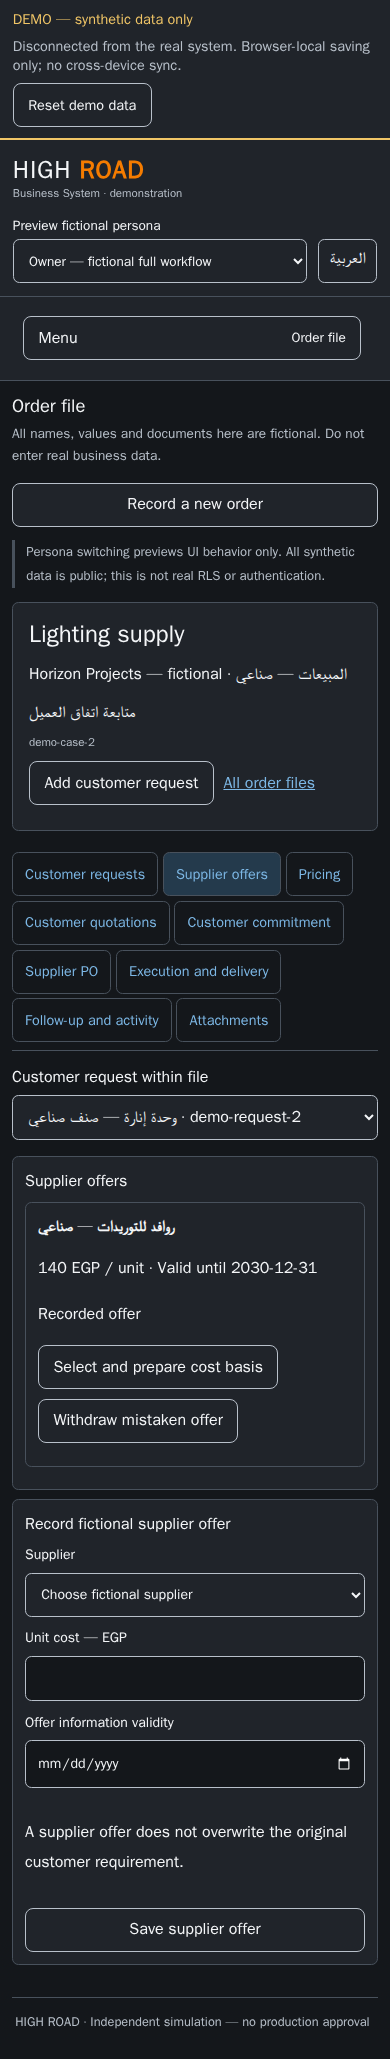 DEMO — synthetic data only
Disconnected from the real system. Browser-local saving
only; no cross-device sync.
Reset demo data
HIGH ROAD
Business System · demonstration
Preview fictional persona
Owner — fictional full workflow
العربية
Menu
Order file
Order file
All names, values and documents here are fictional. Do not
enter real business data.
Record a new order
Persona switching previews UI behavior only. All synthetic
data is public; this is not real RLS or authentication.
Lighting supply
Horizon Projects — fictional · المبيعات — صناعي
متابعة اتفاق العميل
demo-case-2
Add customer request
All order files
Customer requests
Supplier offers
Pricing
Customer quotations
Customer commitment
Supplier PO
Execution and delivery
Follow-up and activity
Attachments
Customer request within file
وحدة إنارة — صنف صناعي · demo-request-2
Supplier offers
روافد للتوريدات — صناعي
140 EGP / unit · Valid until 2030-12-31
Recorded offer
Select and prepare cost basis
Withdraw mistaken offer
Record fictional supplier offer
Supplier
Choose fictional supplier
Unit cost — EGP
Offer information validity
mm/dd/yyyy
A supplier offer does not overwrite the original
customer requirement.
Save supplier offer
HIGH ROAD · Independent simulation — no production approval